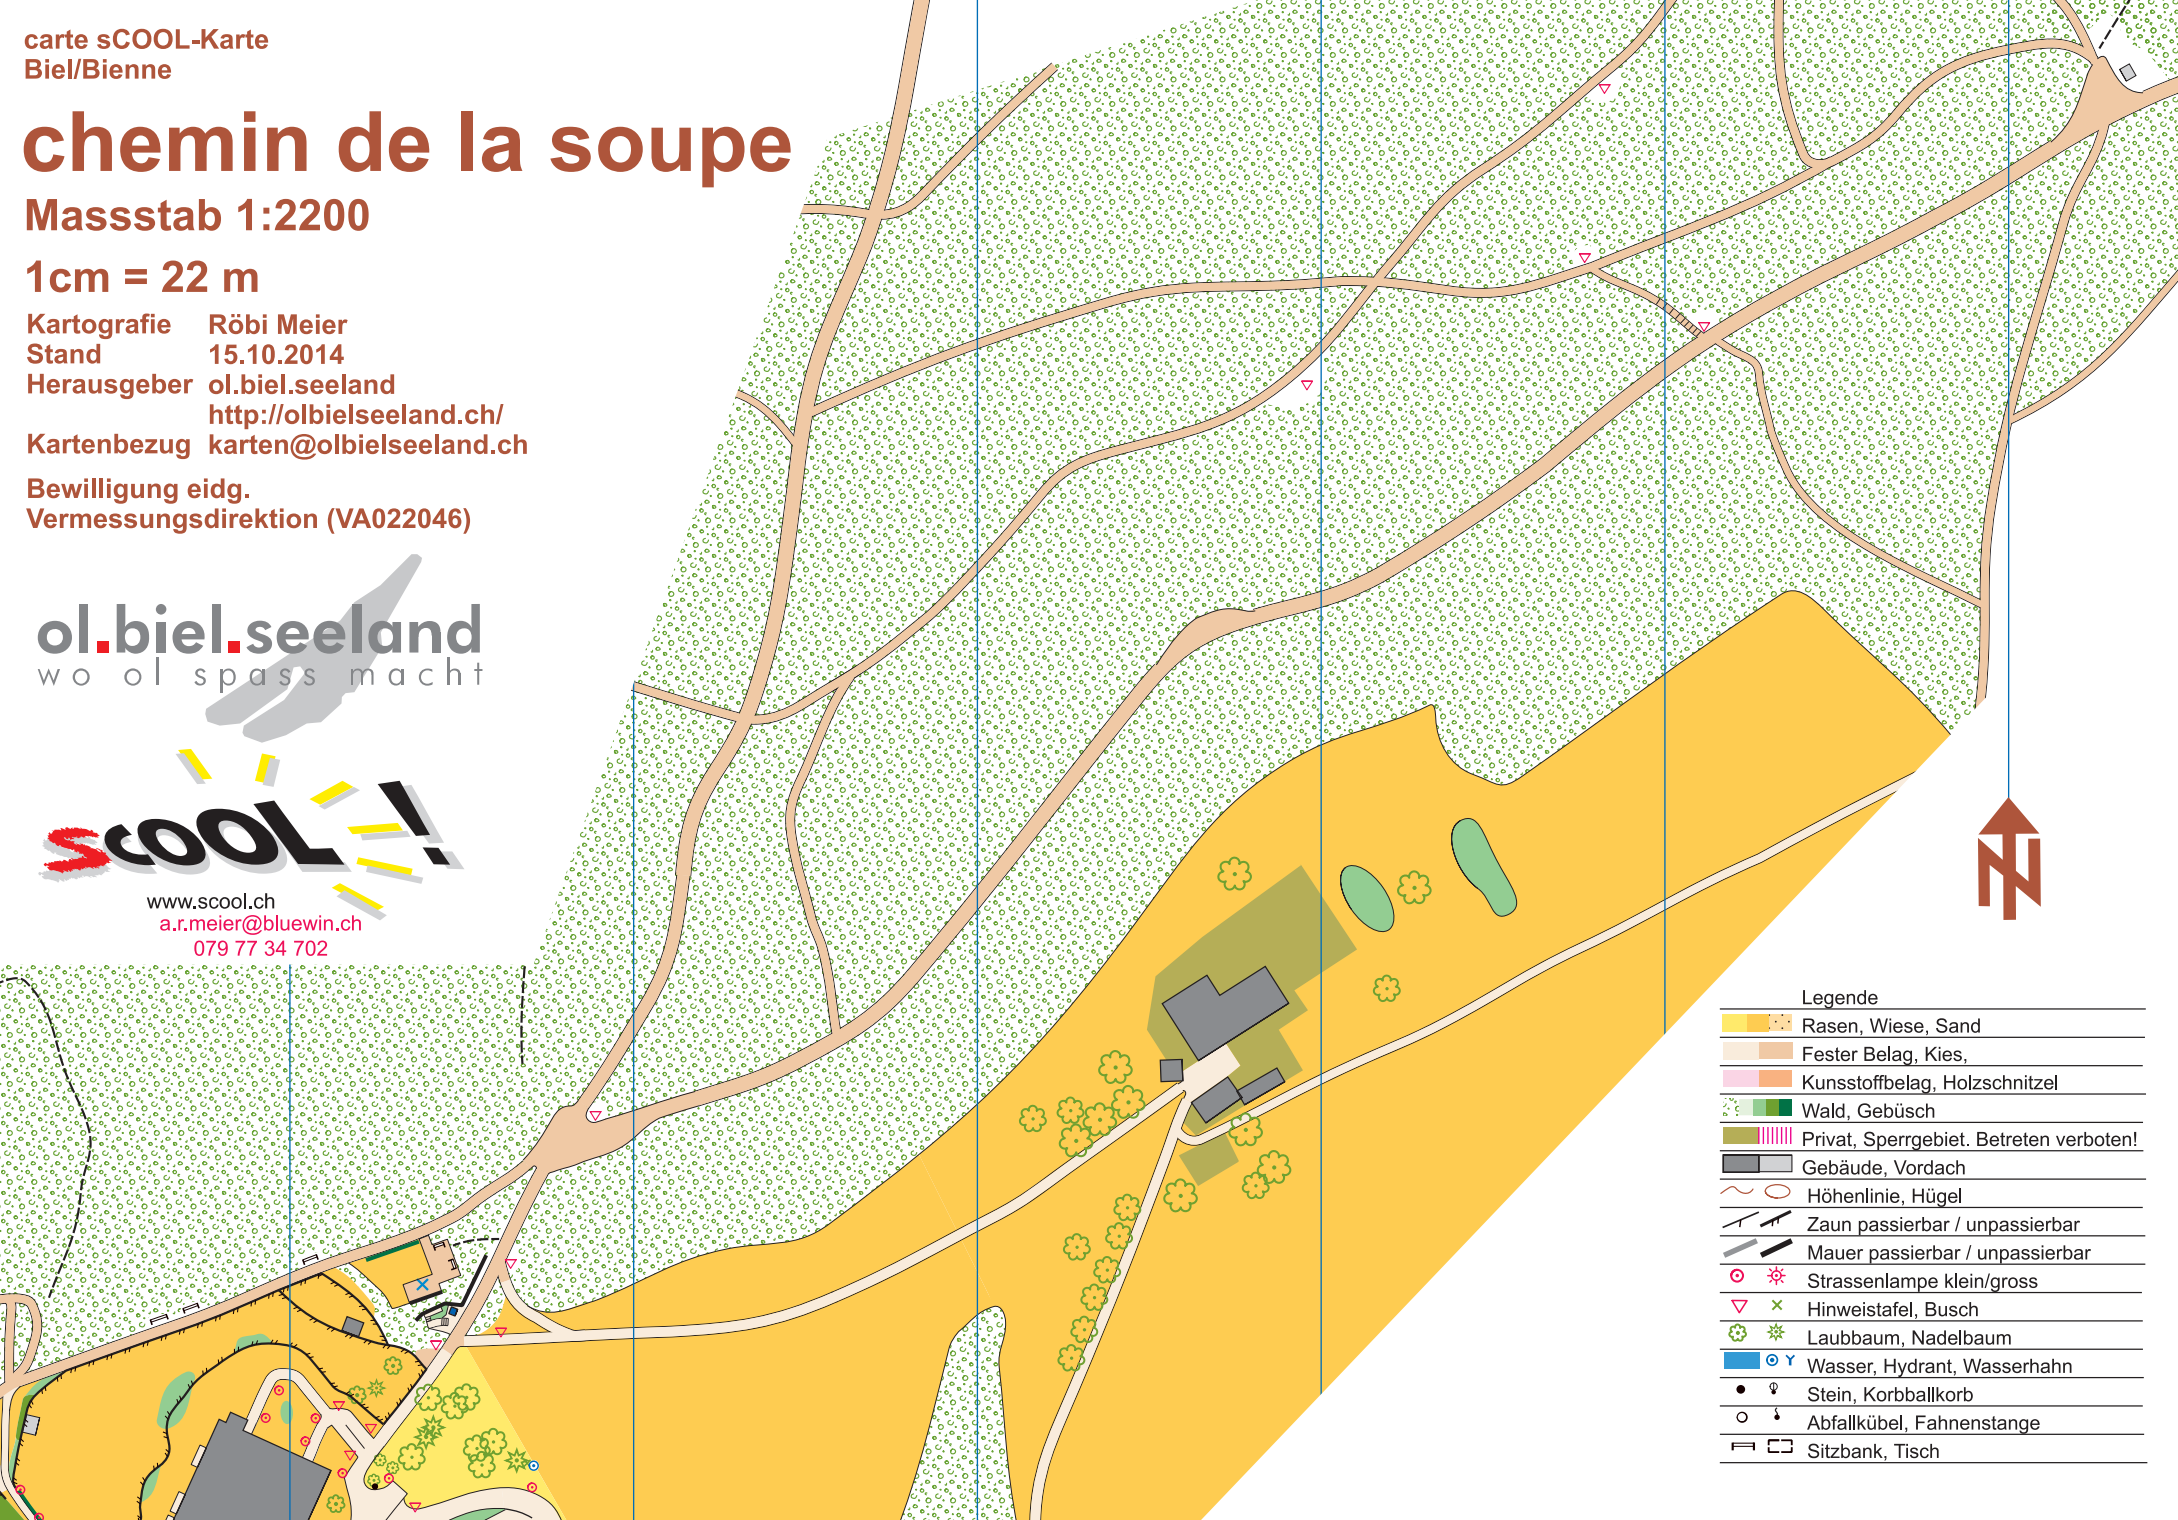 carte sCOOL-Karte
Biel/Bienne
chemin de la soupe
Massstab 1:2200
1cm = 22 m
Kartografie Röbi Meier
Stand 15.10.2014
Herausgeber ol.biel.seeland
http://olbielseeland.ch/
Kartenbezug karten@olbielseeland.ch
Bewilligung eidg.
Vermessungsdirektion (VA022046)
ol.biel.seeland
wo ol spass macht
sCOOL!
www.scool.ch
a.r.meier@bluewin.ch
079 77 34 702
N
Legende
Rasen, Wiese, Sand
Fester Belag, Kies,
Kunsstoffbelag, Holzschnitzel
Wald, Gebüsch
Privat, Sperrgebiet. Betreten verboten!
Gebäude, Vordach
Höhenlinie, Hügel
Zaun passierbar / unpassierbar
Mauer passierbar / unpassierbar
Strassenlampe klein/gross
Hinweistafel, Busch
Laubbaum, Nadelbaum
Wasser, Hydrant, Wasserhahn
Stein, Korbballkorb
Abfallkübel, Fahnenstange
Sitzbank, Tisch